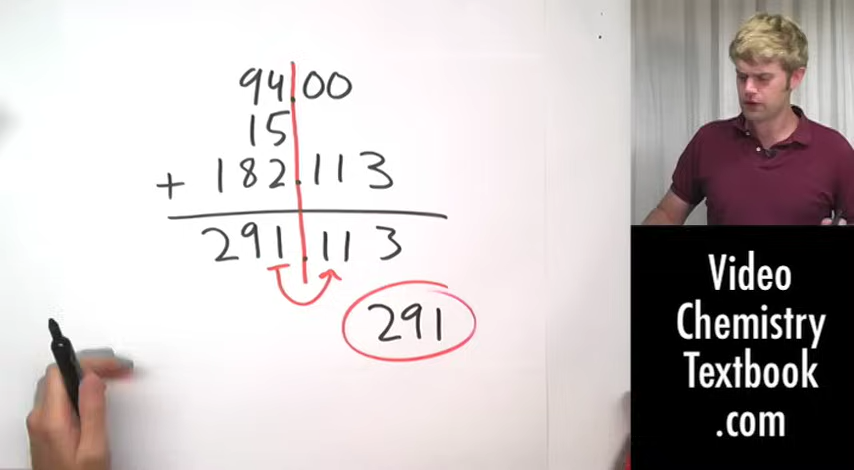 94.00
15
+ 182.113
291.113
291
Video
Chemistry
Textbook
.com